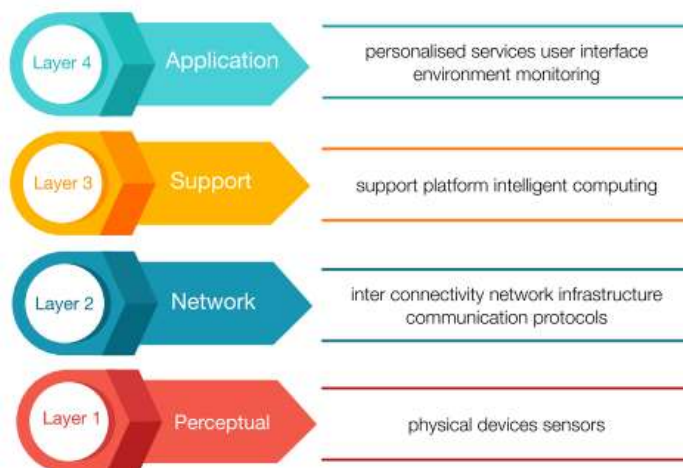 Layer 4
Application
personalised services user interface
environment monitoring
Layer 3
Support
support platform intelligent computing
Layer 2
Network
inter connectivity network infrastructure
communication protocols
Layer 1
Perceptual
physical devices sensors